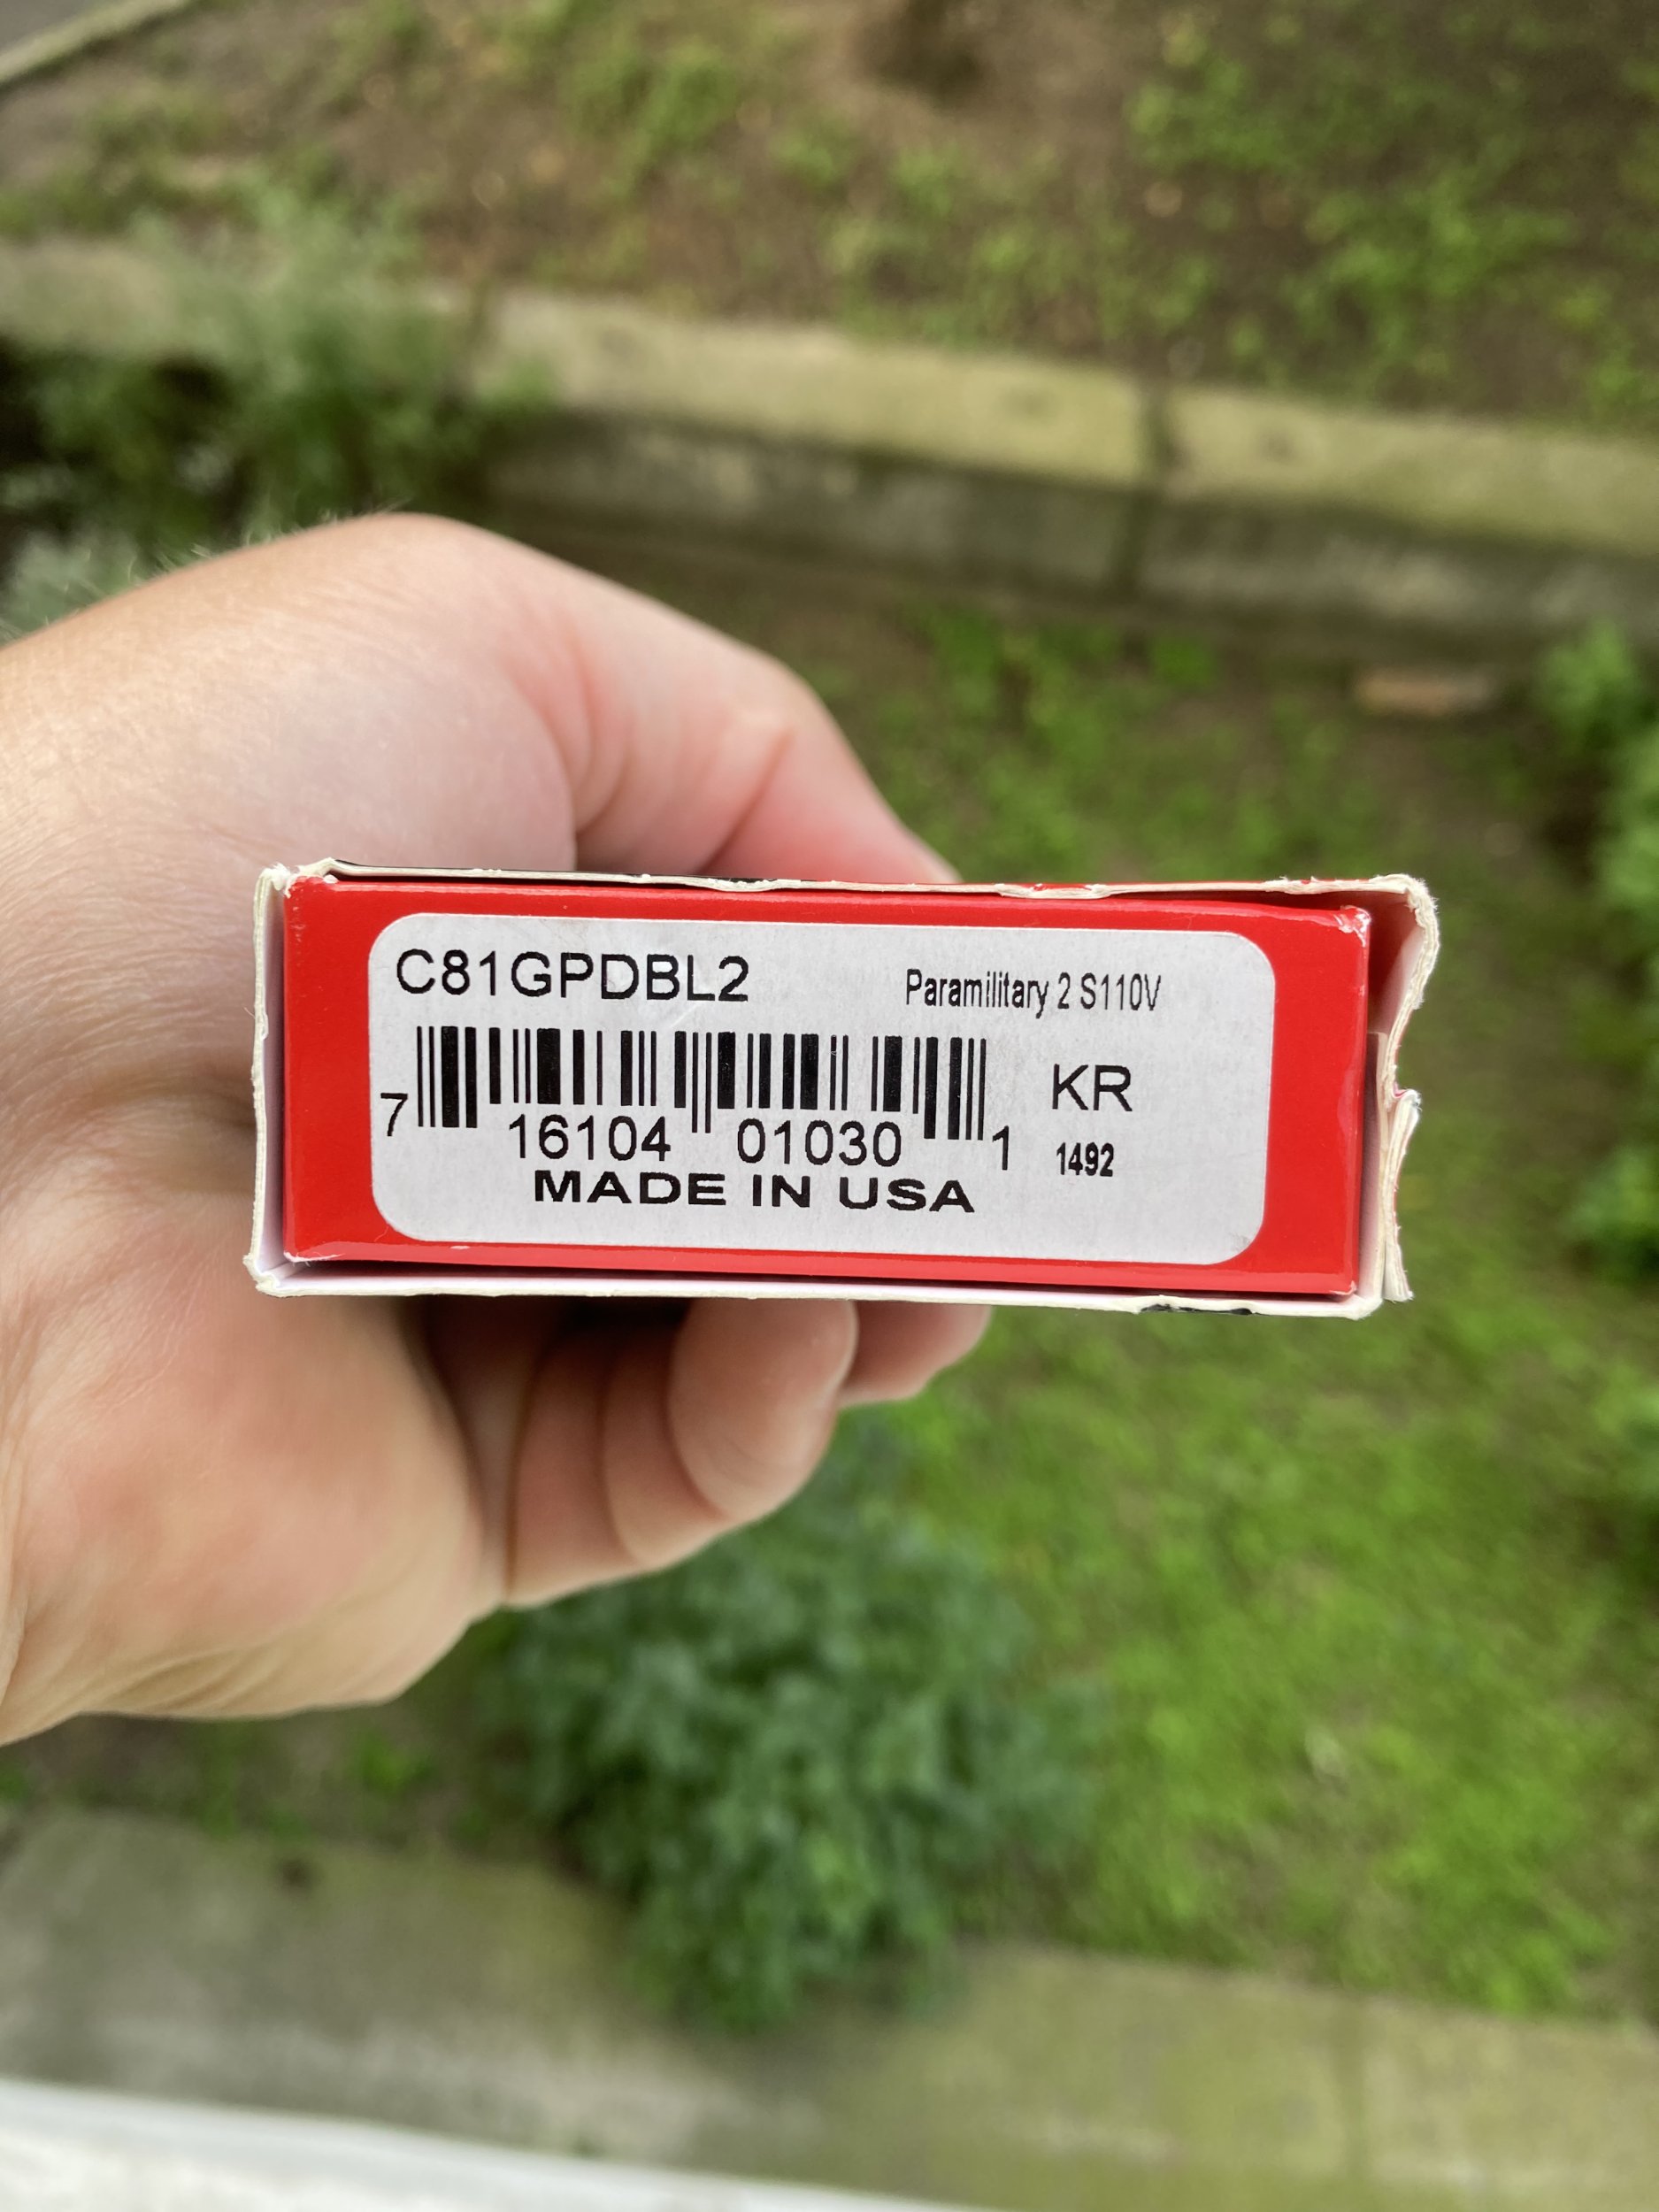 C81GPDBL2 Paramilitary 2 S110V
KR
7 16104 01030 1 1492
MADE IN USA